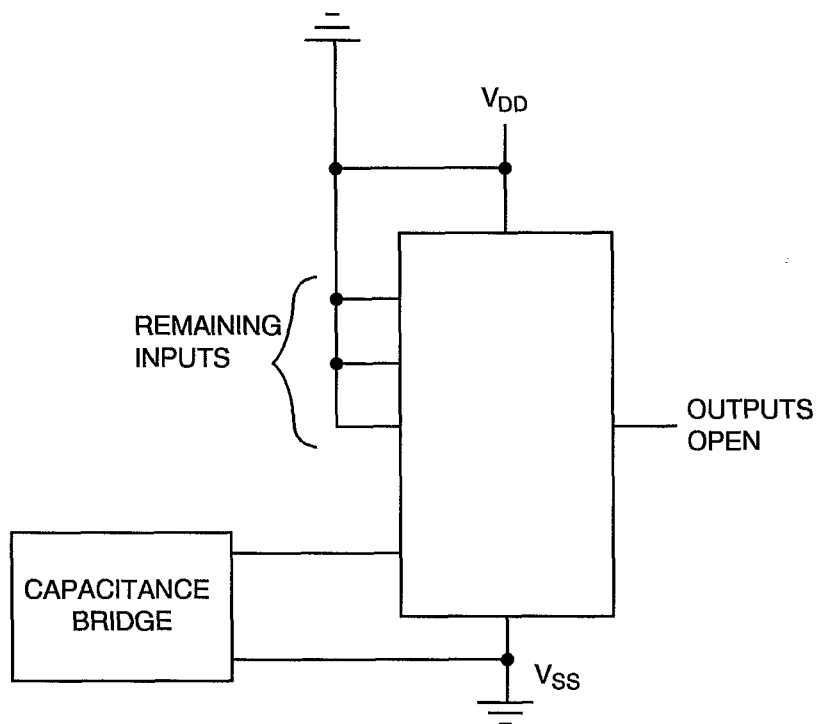 VDD
REMAINING
INPUTS
OUTPUTS
OPEN
CAPACITANCE
BRIDGE
VSS